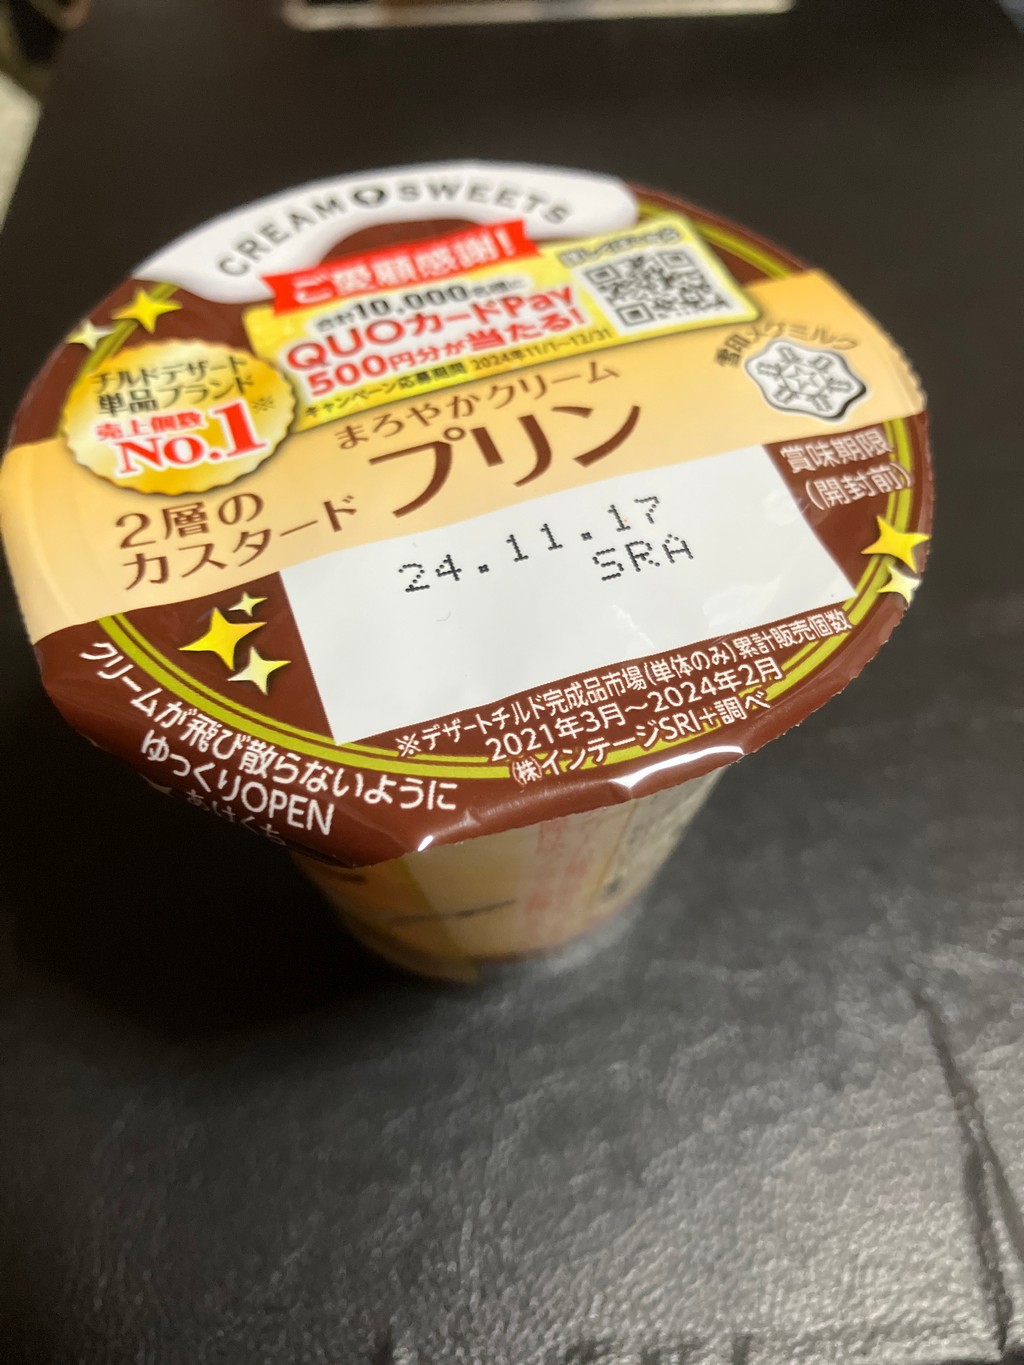 CREAM SWEETS
ご愛顧感謝!
合計10,000名様に
QUOカードPay
500円分が当たる!
キャンペーン応募期間 2024年11/1~12/31
雪印メグミルク
チルドデザート
単品ブランド
売上個数※
No.1
まろやかクリーム
プリン
2層の
カスタード
賞味期限
(開封前)
24.11.17
SRA
※デザートチルド完成品市場(単体のみ)累計販売個数
2021年3月~2024年2月
㈱インテージSRI+調べ
クリームが飛び散らないように
ゆっくりOPEN
あけくち